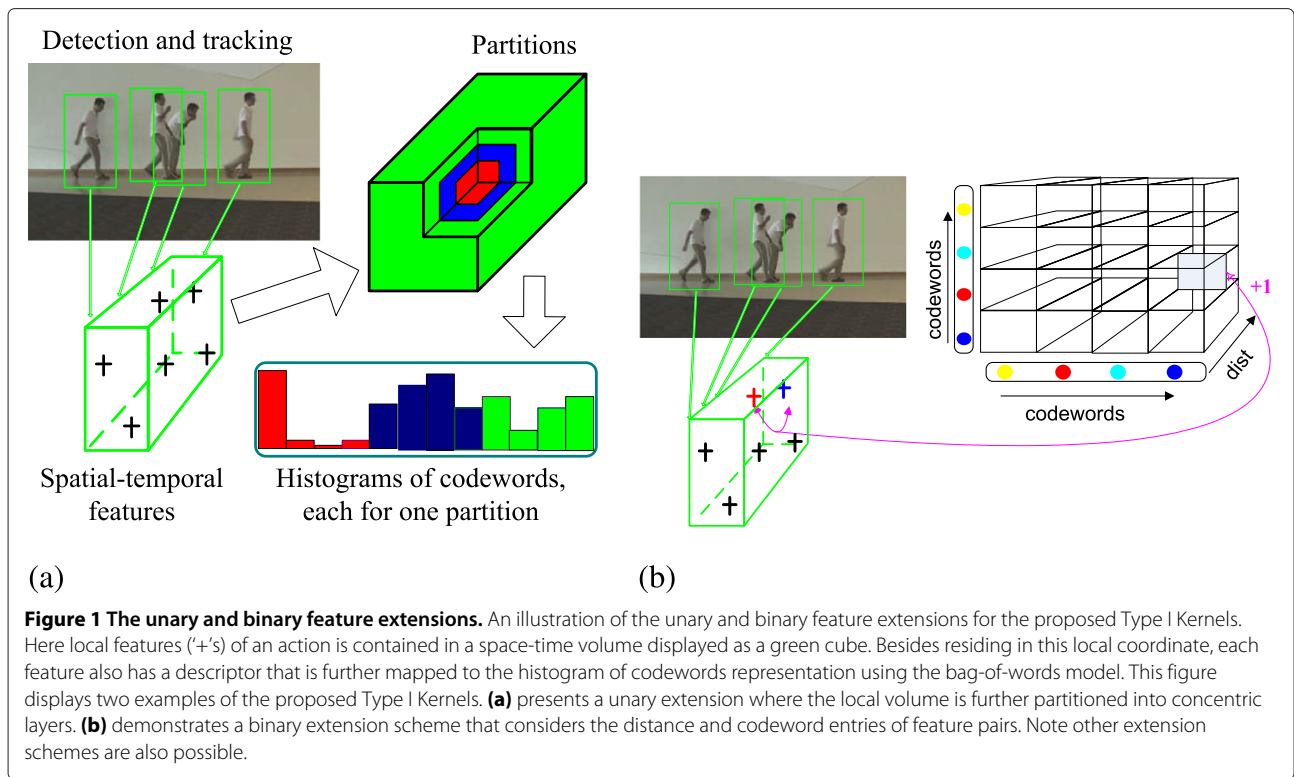 Detection and tracking
Partitions
Spatial-temporal
features
Histograms of codewords,
each for one partition
(a)
codewords
+1
dist
codewords
(b)
Figure 1 The unary and binary feature extensions. An illustration of the unary and binary feature extensions for the proposed Type I Kernels.
Here local features (‘+’s) of an action is contained in a space-time volume displayed as a green cube. Besides residing in this local coordinate, each
feature also has a descriptor that is further mapped to the histogram of codewords representation using the bag-of-words model. This figure
displays two examples of the proposed Type I Kernels. (a) presents a unary extension where the local volume is further partitioned into concentric
layers. (b) demonstrates a binary extension scheme that considers the distance and codeword entries of feature pairs. Note other extension
schemes are also possible.